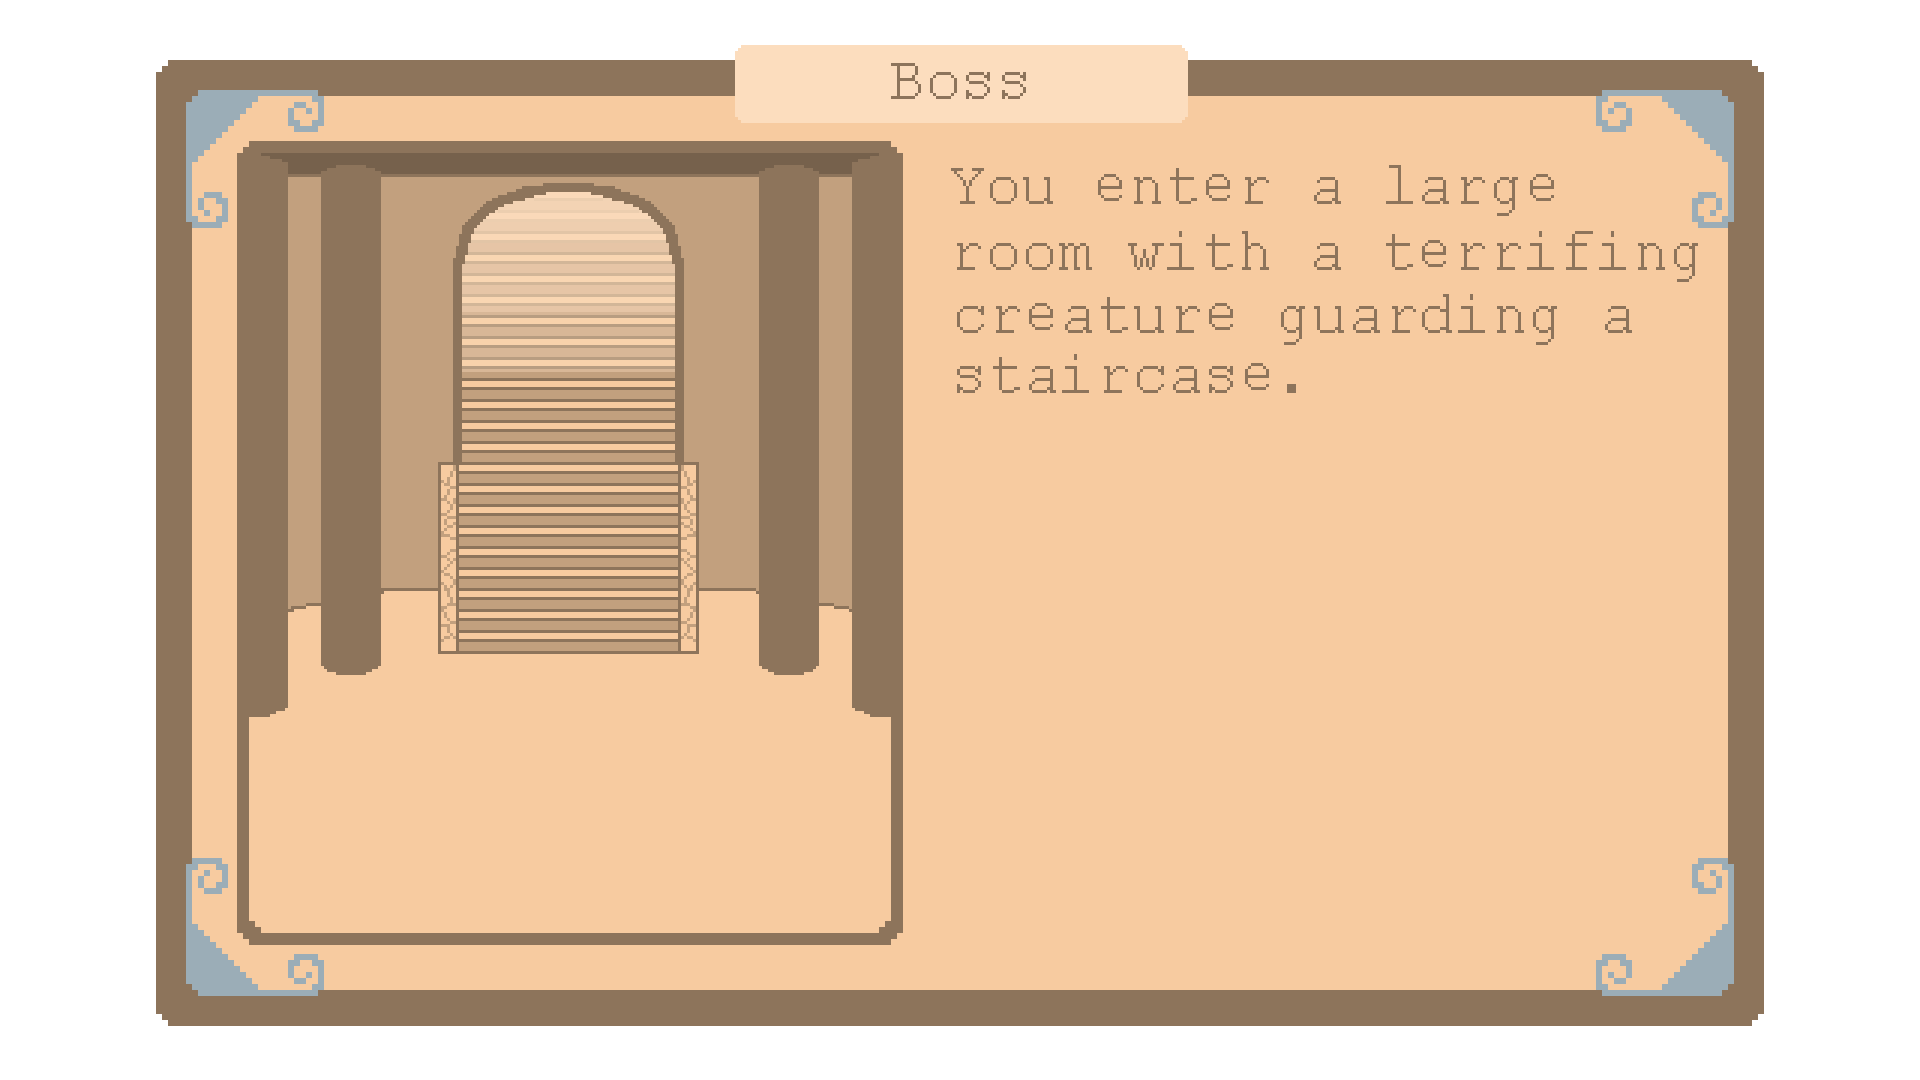 Boss
You enter a large
room with a terrifing
creature guarding a
staircase.